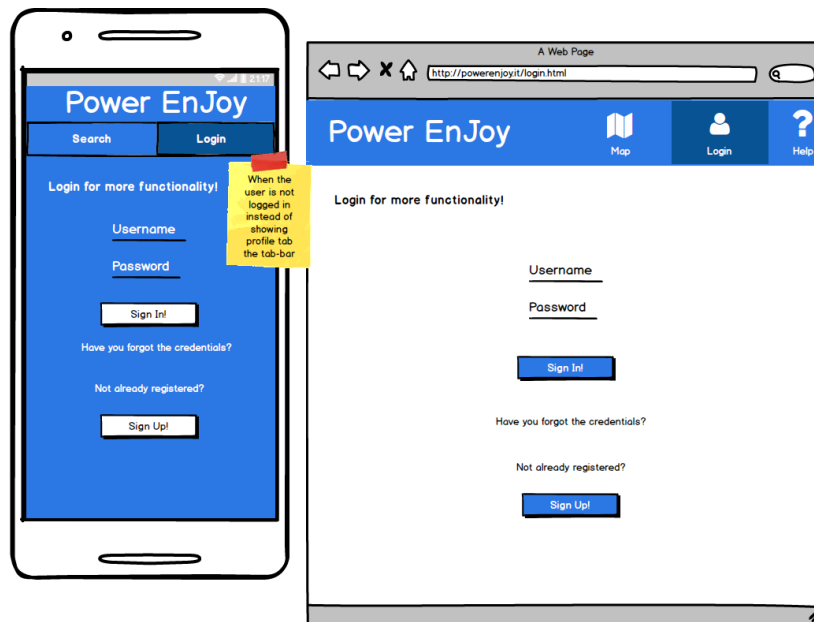 21:17
Power EnJoy
Search
Login
Login for more functionality!
Username
Password
Sign In!
Have you forgot the credentials?
Not already registered?
Sign Up!
When the
user is not
logged in
instead of
showing
profile tab
the tab-bar
A Web Page
http://powerenjoy.it/login.html
Power EnJoy
Map
Login
Help
Login for more functionality!
Username
Password
Sign In!
Have you forgot the credentials?
Not already registered?
Sign Up!